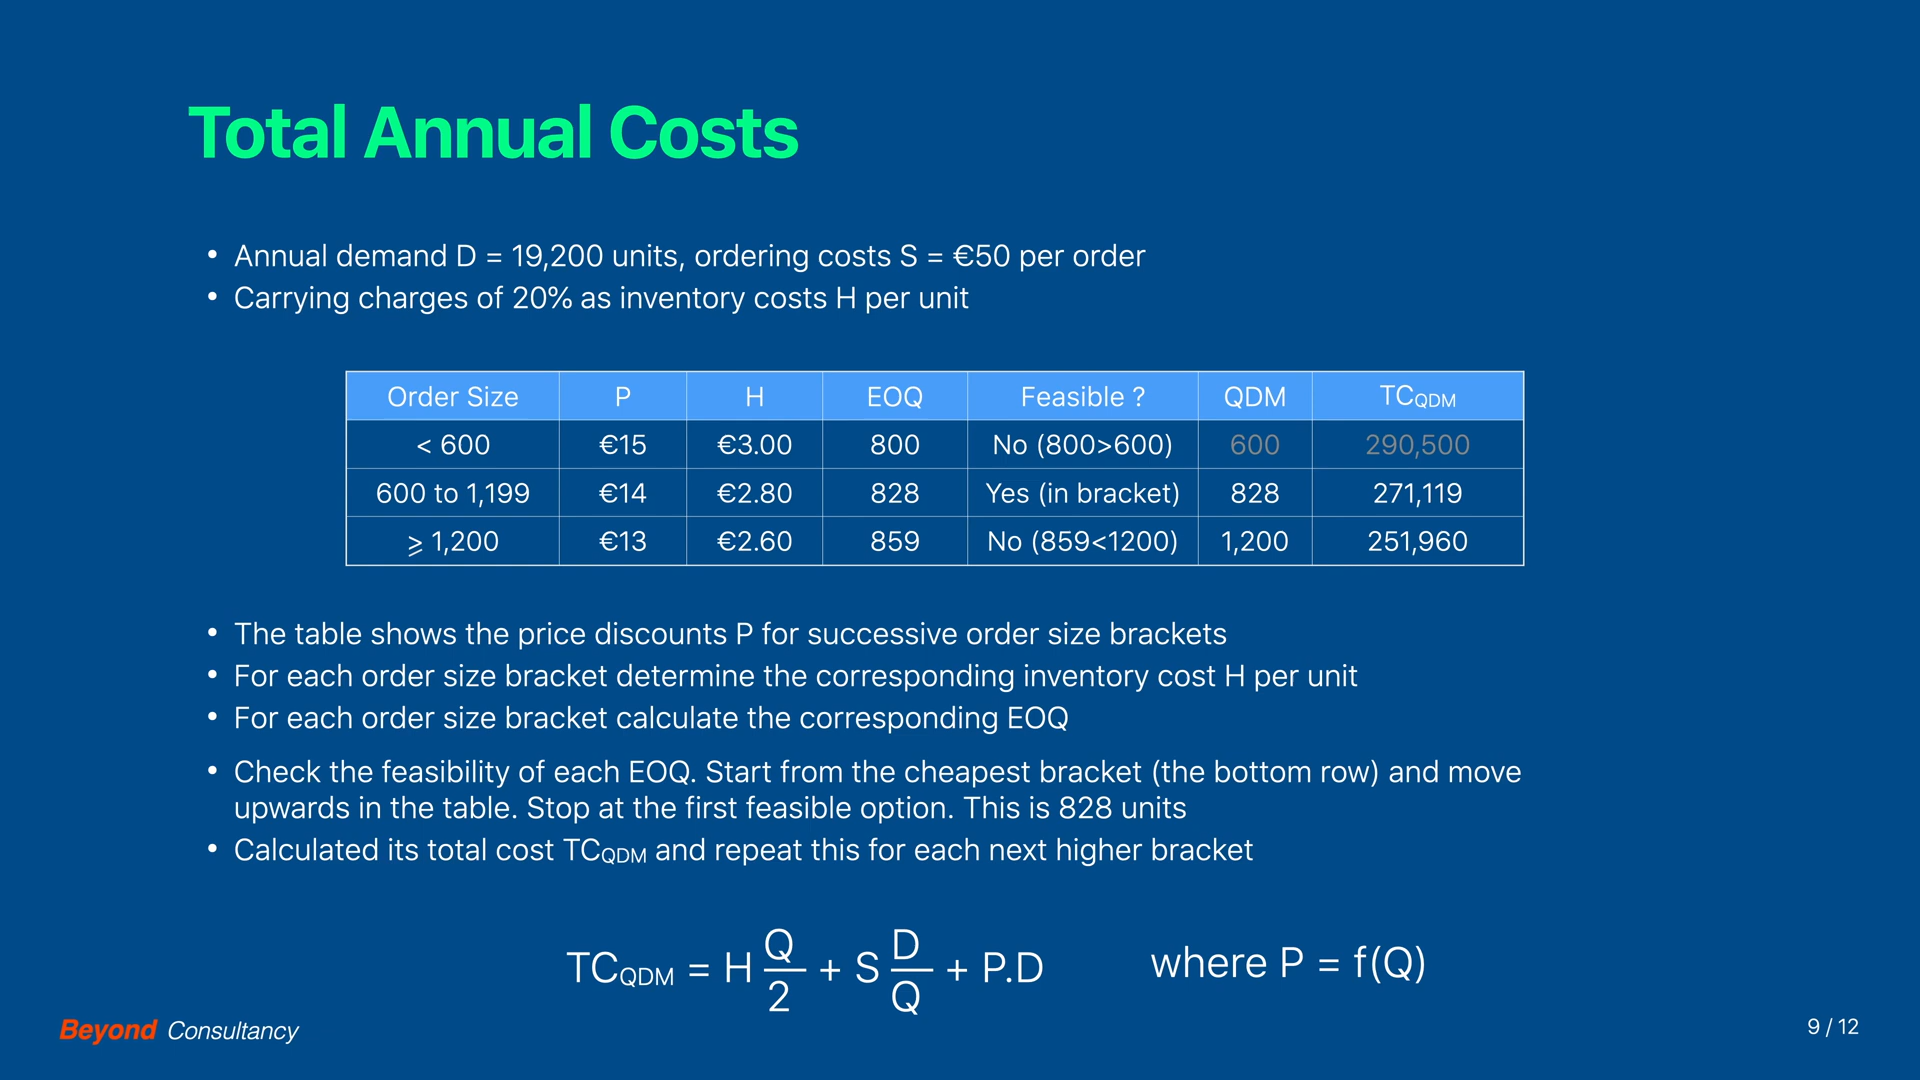 Total Annual Costs
• Annual demand D = 19,200 units, ordering costs S = €50 per order
• Carrying charges of 20% as inventory costs H per unit
Order Size P H EOQ Feasible ? QDM TCQDM
< 600 €15 €3.00 800 No (800>600) 600 290,500
600 to 1,199 €14 €2.80 828 Yes (in bracket) 828 271,119
≥ 1,200 €13 €2.60 859 No (859<1200) 1,200 251,960
• The table shows the price discounts P for successive order size brackets
• For each order size bracket determine the corresponding inventory cost H per unit
• For each order size bracket calculate the corresponding EOQ
• Check the feasibility of each EOQ. Start from the cheapest bracket (the bottom row) and move
upwards in the table. Stop at the first feasible option. This is 828 units
• Calculated its total cost TCQDM and repeat this for each next higher bracket
TCQDM = H Q/2 + S D/Q + P.D where P = f(Q)
Beyond Consultancy
9 / 12